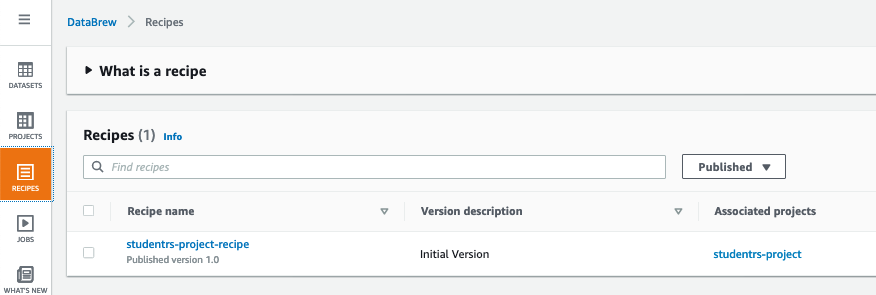 DataBrew > Recipes
DATASETS
PROJECTS
RECIPES
JOBS
WHAT'S NEW
What is a recipe
Recipes (1) Info
Find recipes Published
Recipe name Version description Associated projects
studentrs-project-recipe
Published version 1.0
Initial Version
studentrs-project